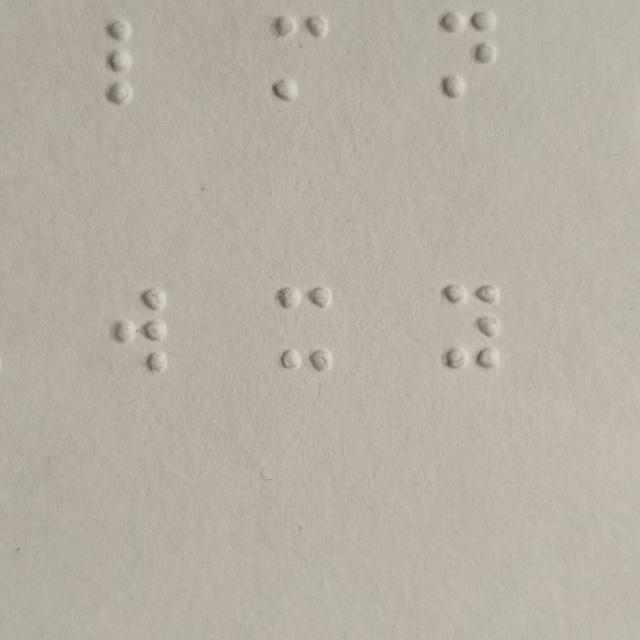 ⠇ ⠍ ⠝
⠺ ⠭ ⠽